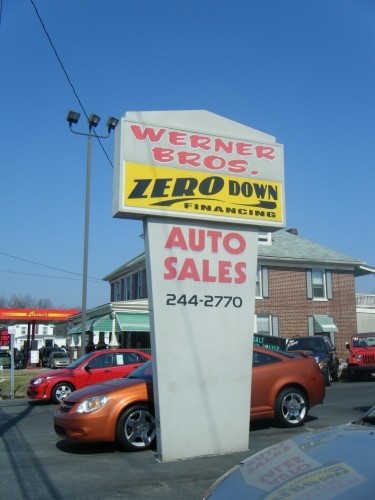 WERNER
BROS.
ZERO DOWN
FINANCING
AUTO
SALES
244-2770